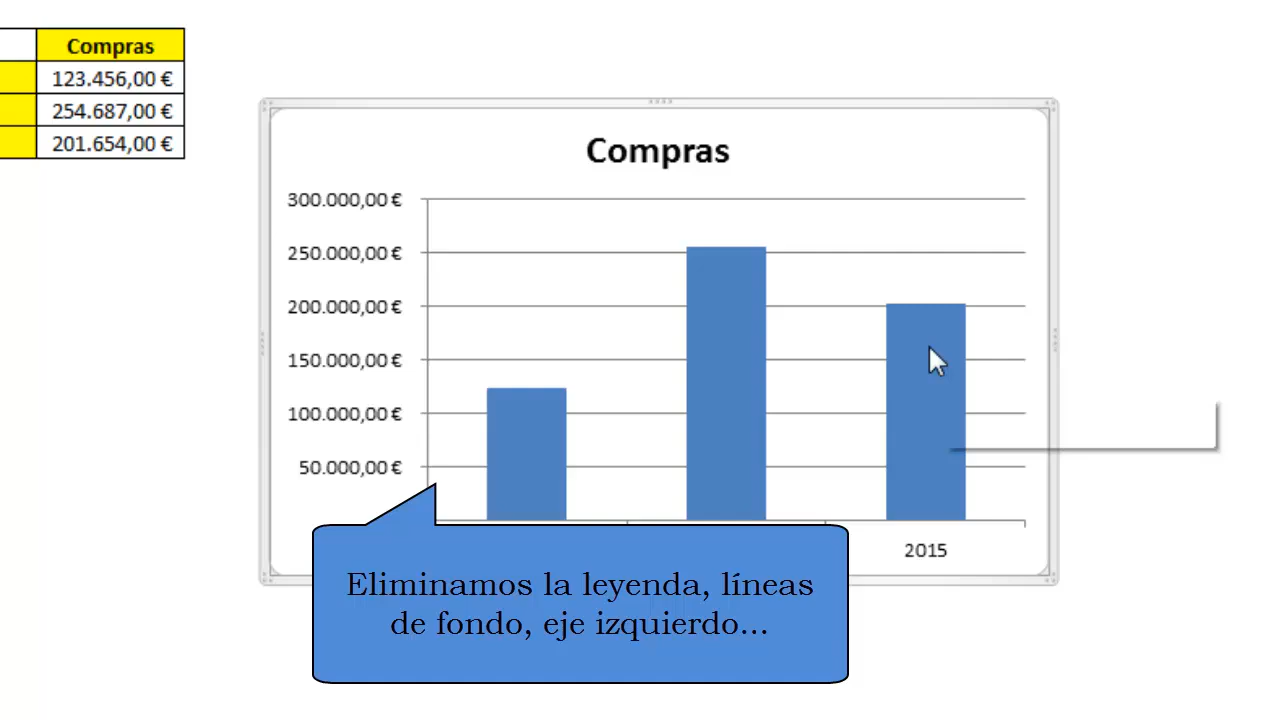 Compras
123.456,00 €
254.687,00 €
201.654,00 €
Compras
300.000,00 €
250.000,00 €
200.000,00 €
150.000,00 €
100.000,00 €
50.000,00 €
2015
Eliminamos la leyenda, líneas
de fondo, eje izquierdo...